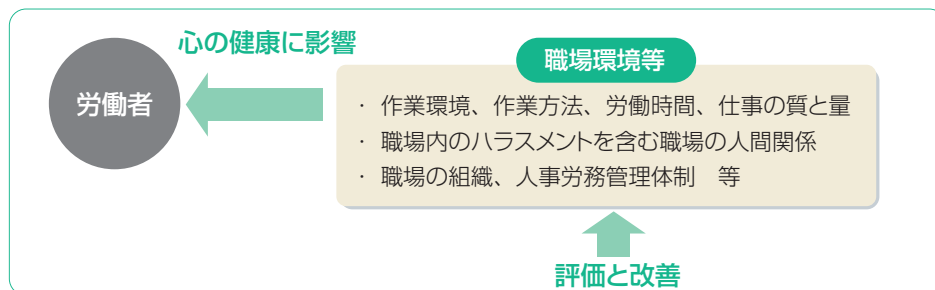 心の健康に影響
労働者
職場環境等
・ 作業環境、作業方法、労働時間、仕事の質と量
・ 職場内のハラスメントを含む職場の人間関係
・ 職場の組織、人事労務管理体制　等
評価と改善